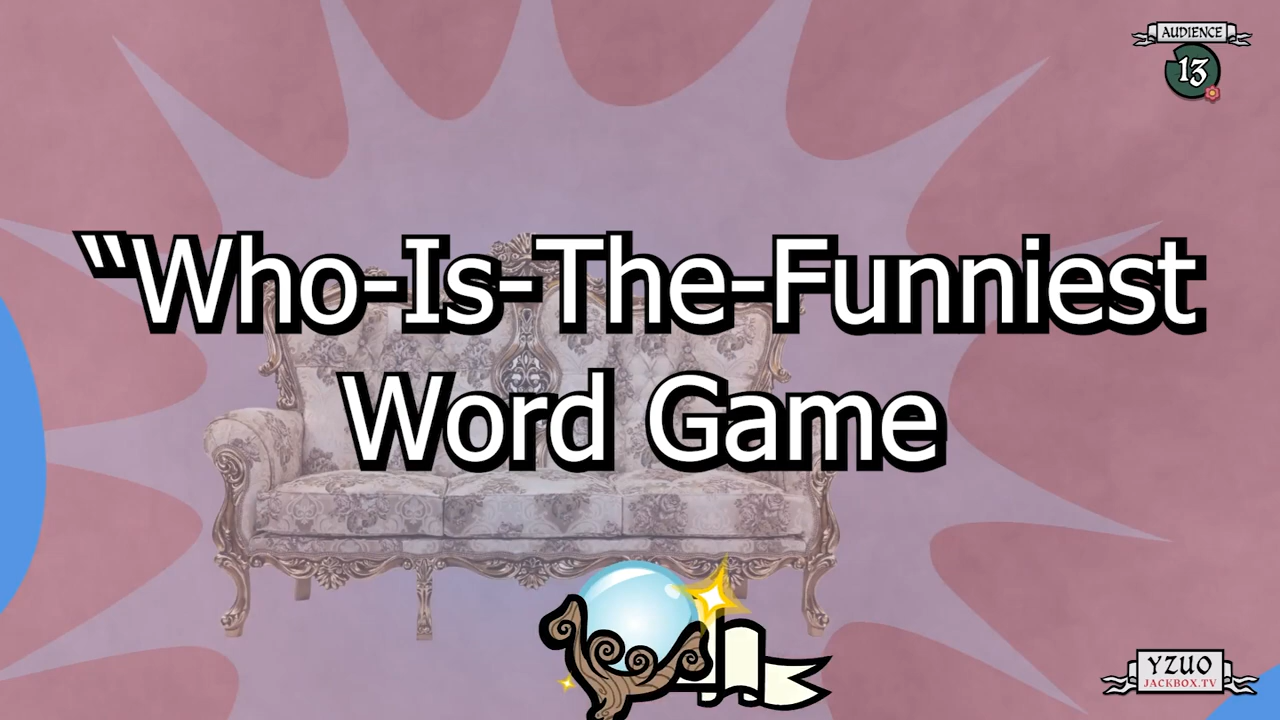 AUDIENCE
13
“Who-Is-The-Funniest
Word Game
YZUO
JACKBOX.TV